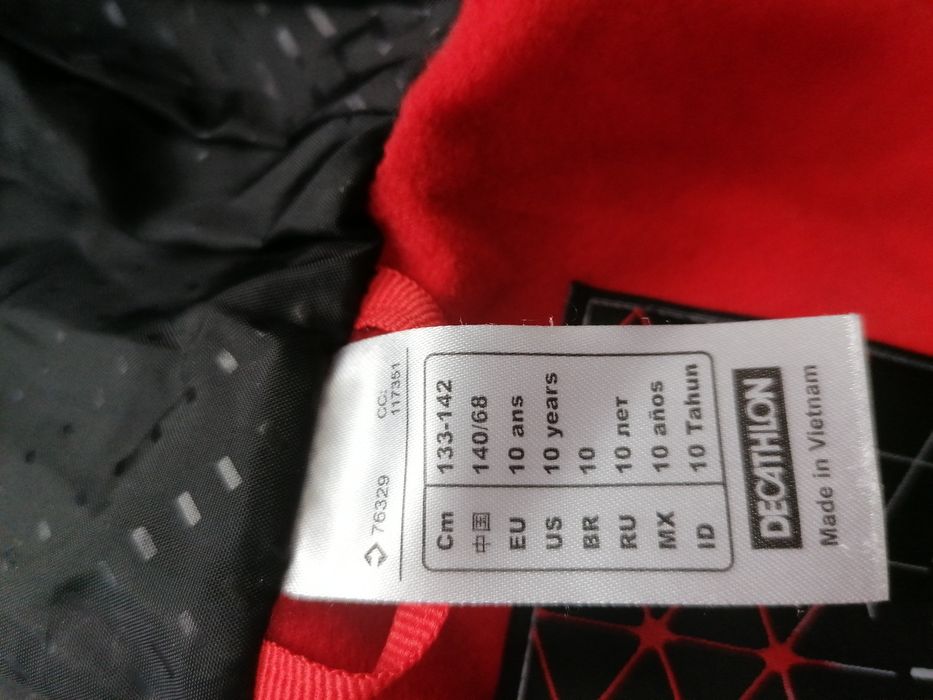 76329 CC:
117351
Cm 133-142
中国 140/68
EU 10 ans
US 10 years
BR 10
RU 10 лет
MX 10 años
ID 10 Tahun
DECATHLON
Made in Vietnam